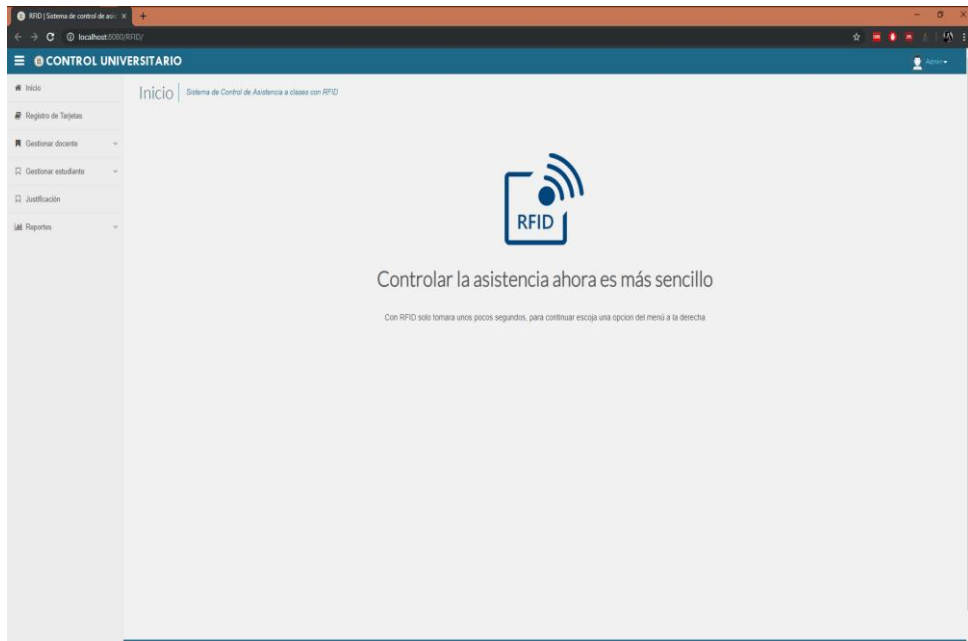 RFID | Sistema de control de asis
localhost:8080/RFID/
CONTROL UNIVERSITARIO
Admin
Inicio
Registro de Tarjetas
Gestionar docente
Gestionar estudiante
Justificación
Reportes
Inicio
Sistema de Control de Asistencia a clases con RFID
RFID
Controlar la asistencia ahora es más sencillo
Con RFID solo tomara unos pocos segundos, para continuar escoja una opcion del menú a la derecha